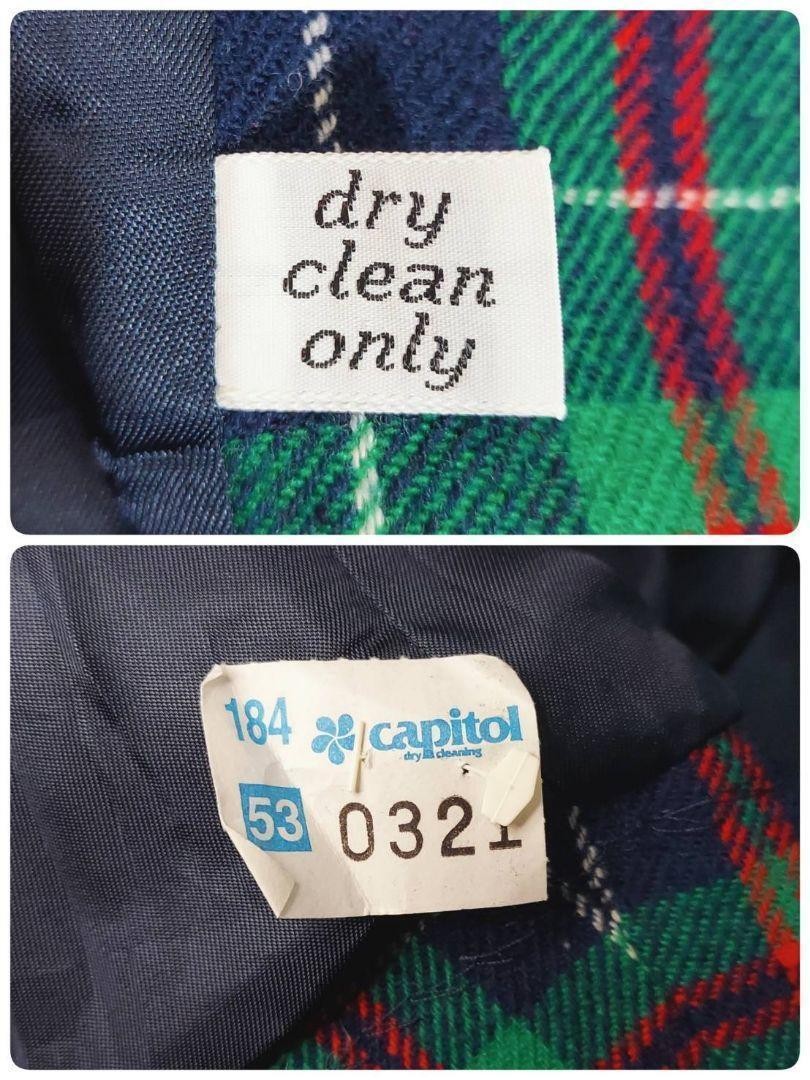 dry
clean
only
184 capitol
dry cleaning
53 0321